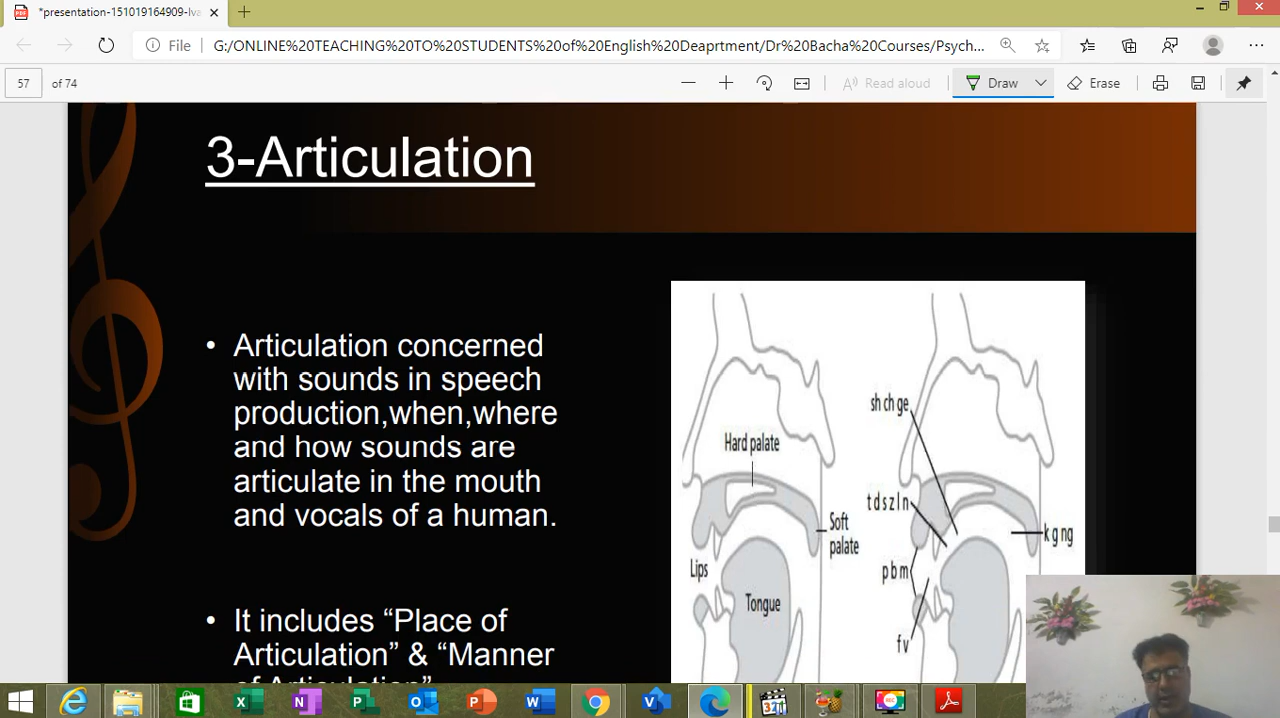 *presentation-151019164909-lva
File
G:/ONLINE%20TEACHING%20TO%20STUDENTS%20of%20English%20Deaprtment/Dr%20Bacha%20Courses/Psych...
57 of 74
Read aloud
Draw
Erase
3-Articulation
• Articulation concerned
with sounds in speech
production,when,where
and how sounds are
articulate in the mouth
and vocals of a human.
• It includes “Place of
Articulation” & “Manner
of Articulation”
Hard palate
Soft
palate
Lips
Tongue
sh ch ge
t d s z l n
p b m
f v
k g ng